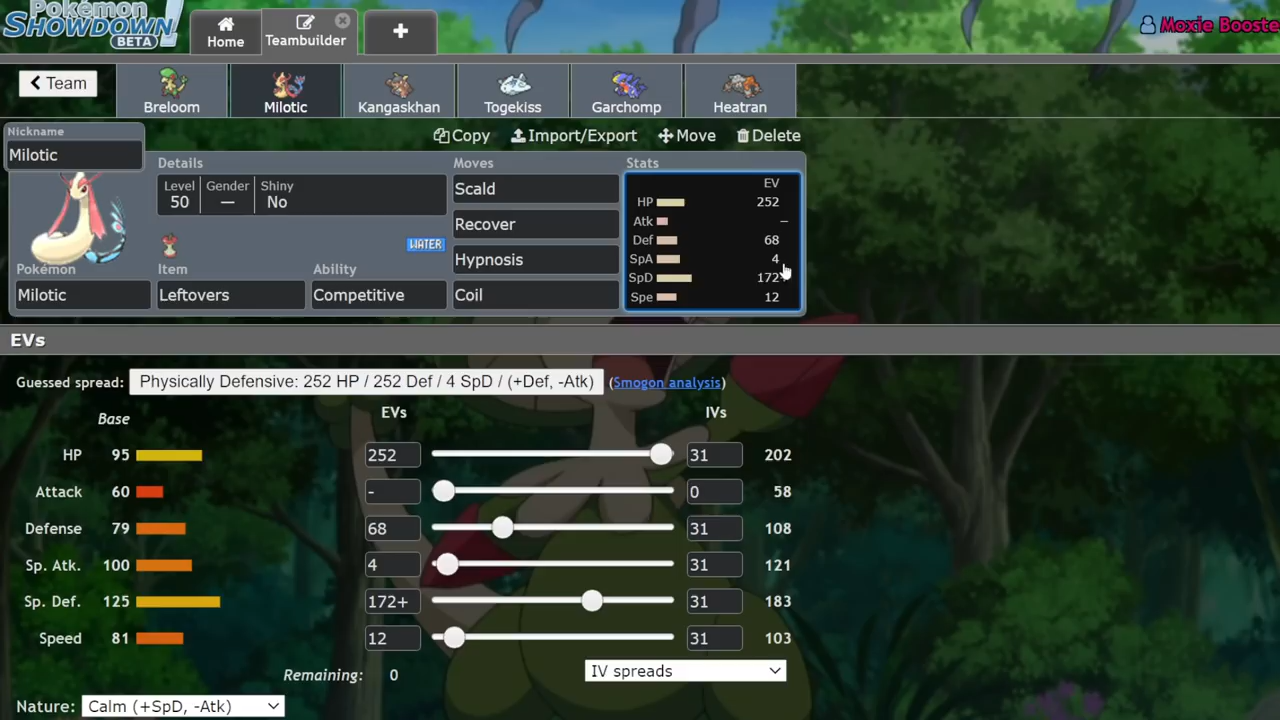 Pokémon
SHOWDOWN!
BETA
Home
Teambuilder
+
Moxie Booste
Team
Breloom
Milotic
Kangaskhan
Togekiss
Garchomp
Heatran
Copy
Import/Export
Move
Delete
Nickname
Milotic
Details
Level
50
Gender
—
Shiny
No
WATER
Pokémon
Milotic
Item
Leftovers
Ability
Competitive
Moves
Scald
Recover
Hypnosis
Coil
Stats
EV
HP 252
Atk –
Def 68
SpA 4
SpD 172
Spe 12
EVs
Guessed spread: Physically Defensive: 252 HP / 252 Def / 4 SpD / (+Def, -Atk) (Smogon analysis)
Base EVs IVs
HP 95 252 31 202
Attack 60 - 0 58
Defense 79 68 31 108
Sp. Atk. 100 4 31 121
Sp. Def. 125 172+ 31 183
Speed 81 12 31 103
Remaining: 0 IV spreads
Nature: Calm (+SpD, -Atk)